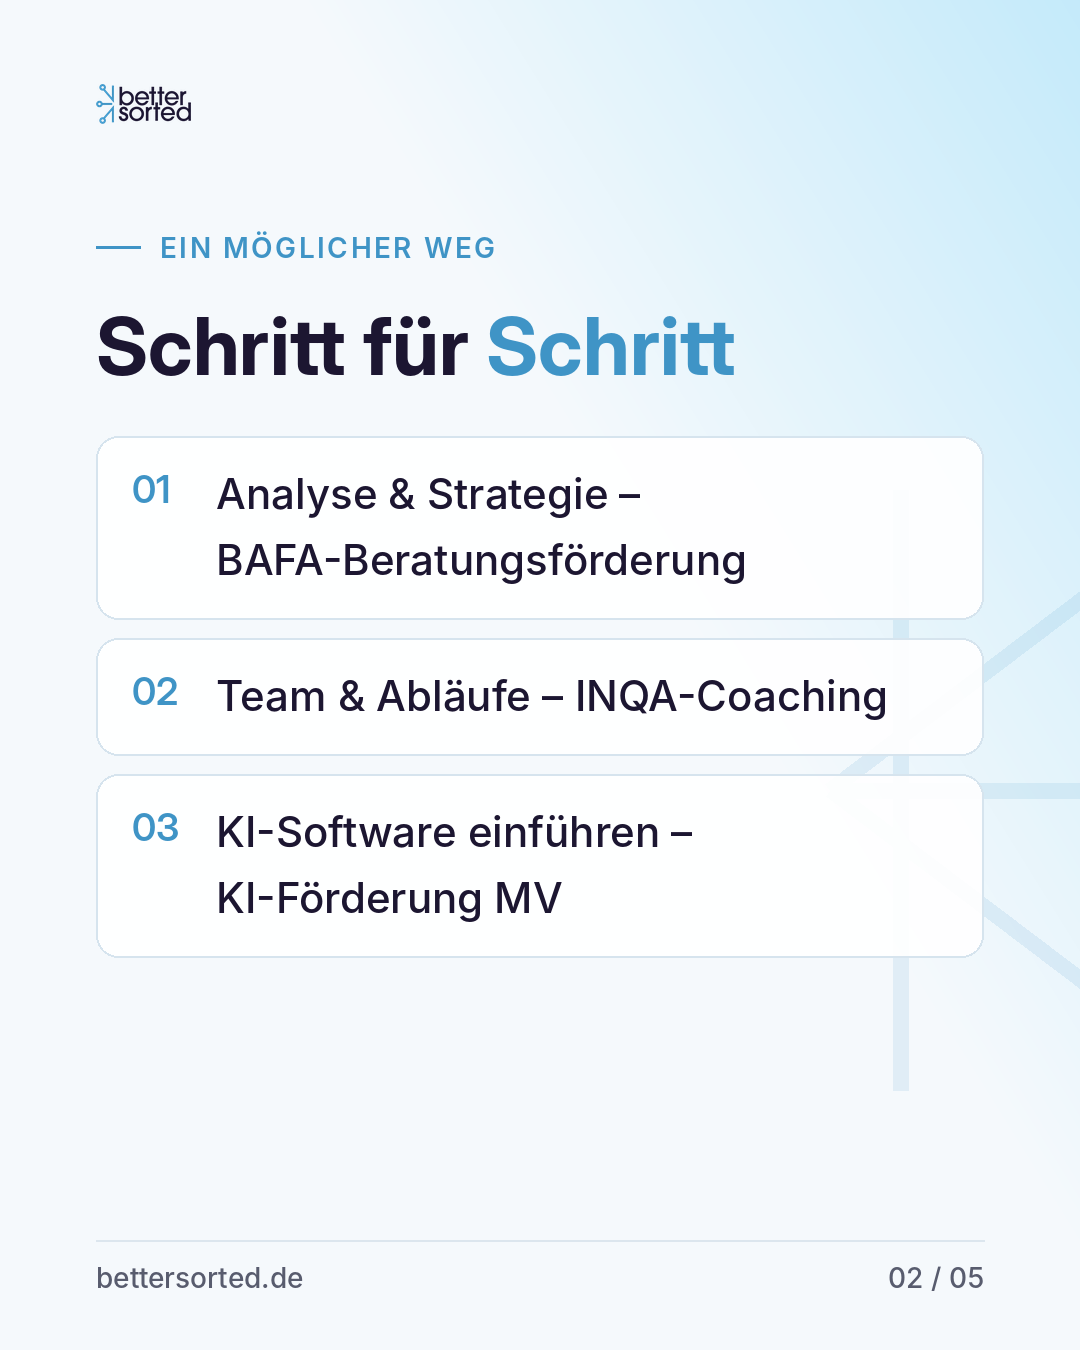 better
sorted
EIN MÖGLICHER WEG
Schritt für Schritt
01 Analyse & Strategie –
BAFA-Beratungsförderung
02 Team & Abläufe – INQA-Coaching
03 KI-Software einführen –
KI-Förderung MV
bettersorted.de 02 / 05